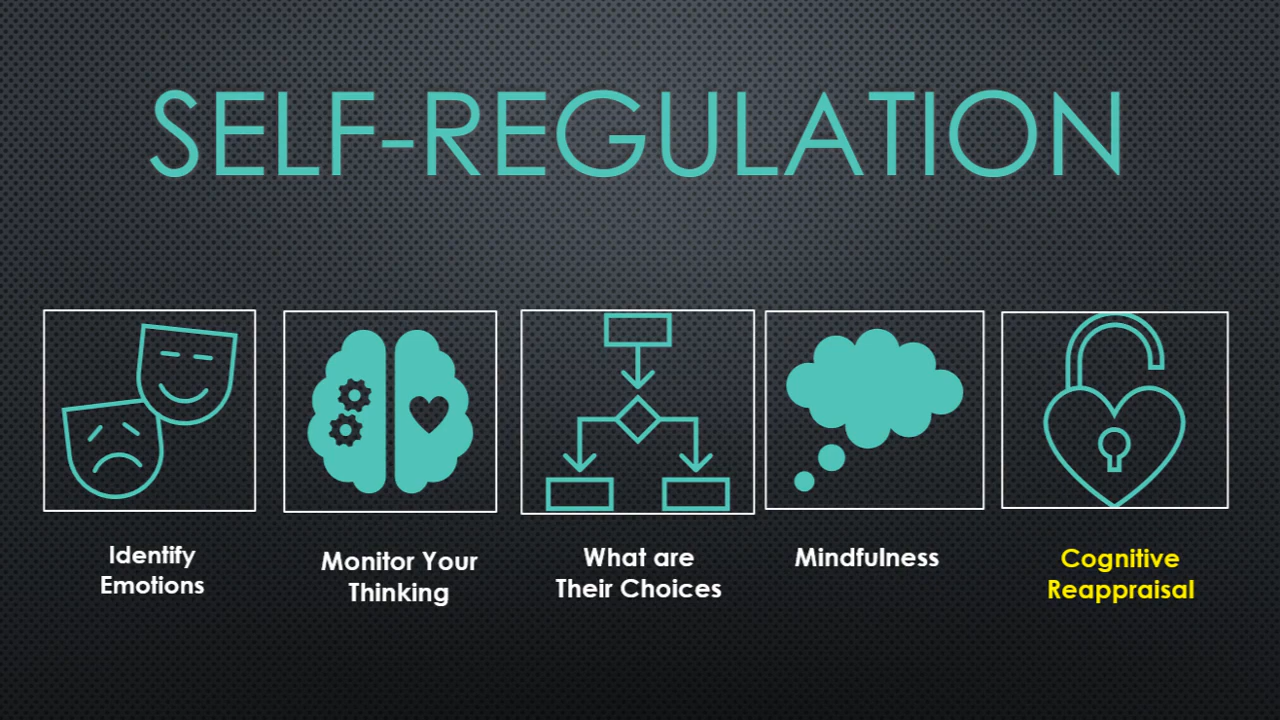 SELF-REGULATION
Identify
Emotions
Monitor Your
Thinking
What are
Their Choices
Mindfulness
Cognitive
Reappraisal